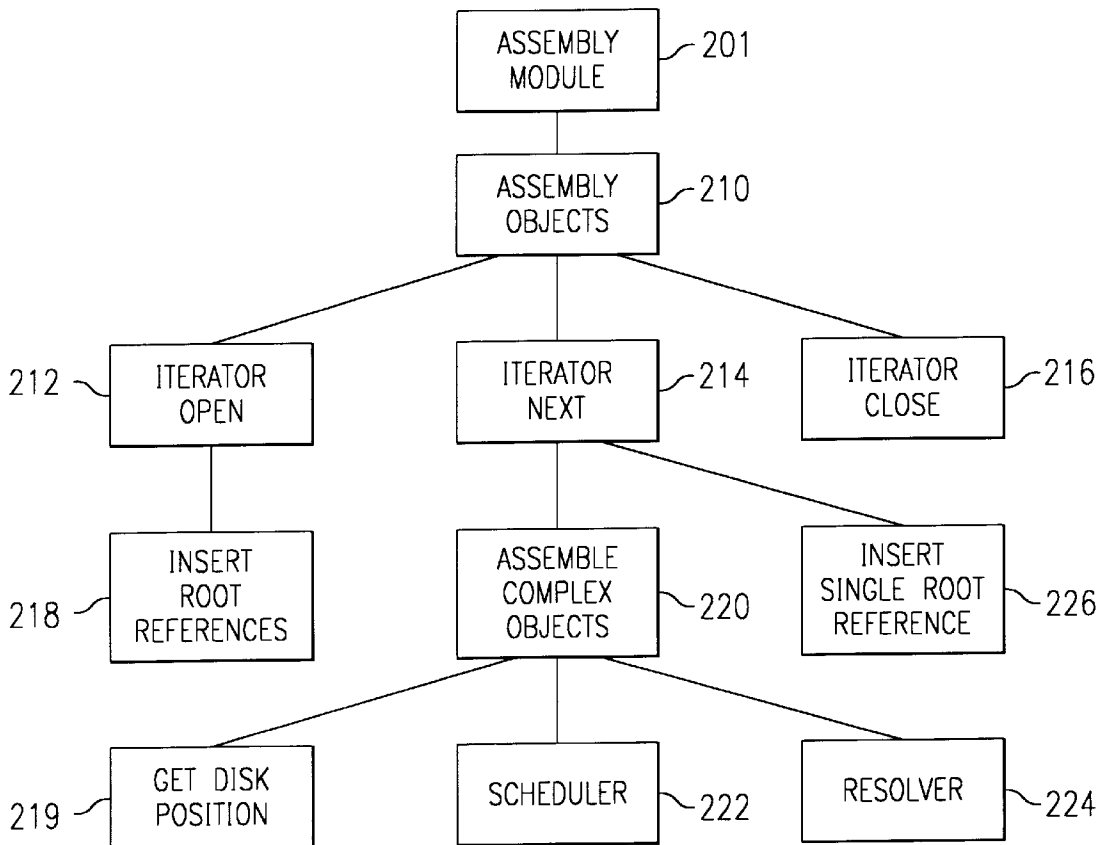 ASSEMBLY
MODULE
201
ASSEMBLY
OBJECTS
210
212
ITERATOR
OPEN
ITERATOR
NEXT
214
ITERATOR
CLOSE
216
218
INSERT
ROOT
REFERENCES
ASSEMBLE
COMPLEX
OBJECTS
220
INSERT
SINGLE ROOT
REFERENCE
226
219
GET DISK
POSITION
SCHEDULER
222
RESOLVER
224